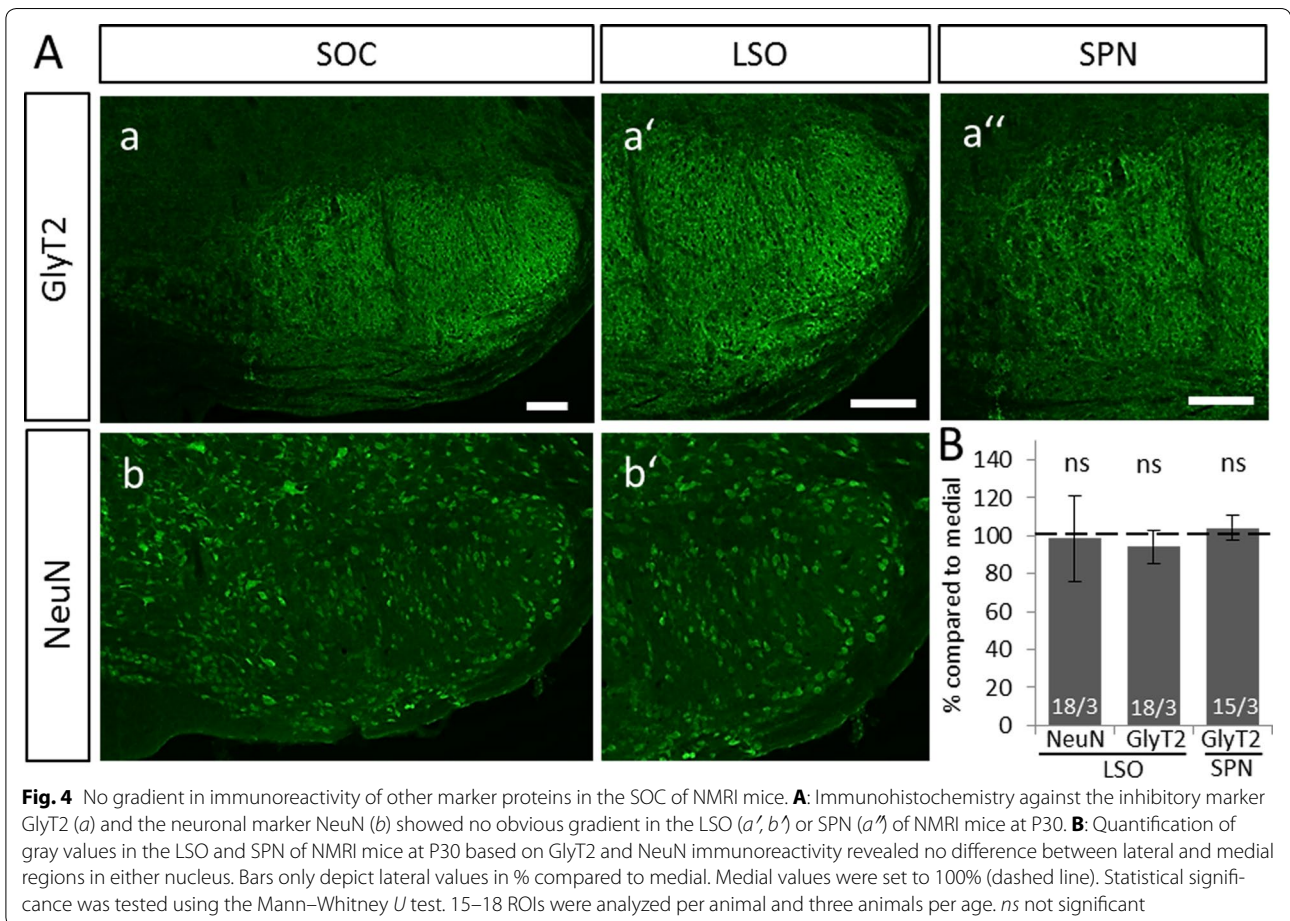 A
SOC
LSO
SPN
GlyT2
a
a′
a′′
NeuN
b
b′
B
% compared to medial
140
120
100
80
60
40
20
0
ns
ns
ns
18/3
18/3
15/3
NeuN
GlyT2
GlyT2
LSO
SPN
Fig. 4 No gradient in immunoreactivity of other marker proteins in the SOC of NMRI mice. A: Immunohistochemistry against the inhibitory marker
GlyT2 (a) and the neuronal marker NeuN (b) showed no obvious gradient in the LSO (a′, b′) or SPN (a″) of NMRI mice at P30. B: Quantification of
gray values in the LSO and SPN of NMRI mice at P30 based on GlyT2 and NeuN immunoreactivity revealed no difference between lateral and medial
regions in either nucleus. Bars only depict lateral values in % compared to medial. Medial values were set to 100% (dashed line). Statistical signifi-
cance was tested using the Mann–Whitney U test. 15–18 ROIs were analyzed per animal and three animals per age. ns not significant